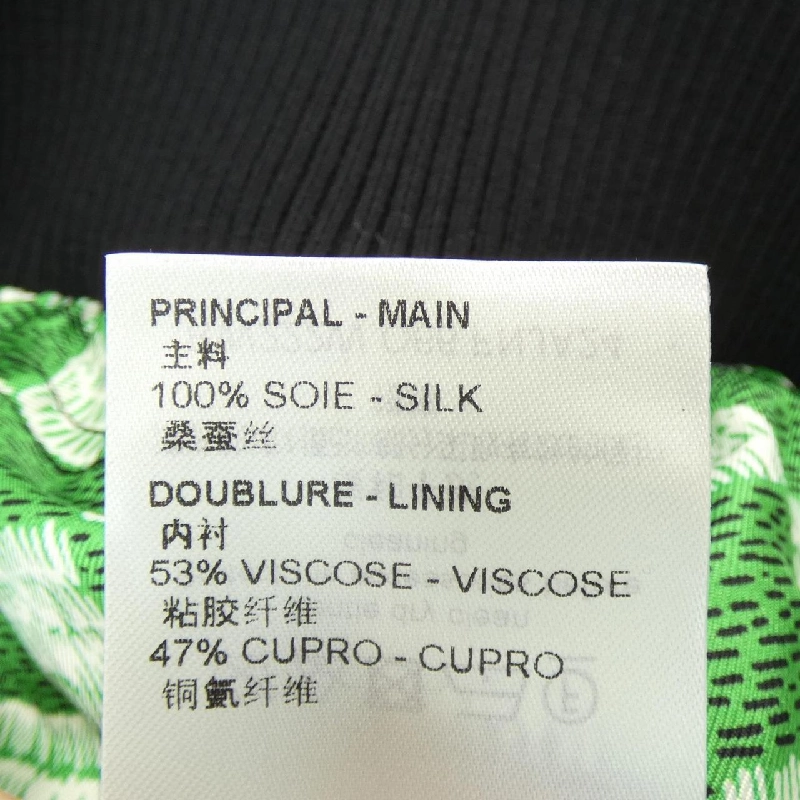 PRINCIPAL - MAIN
主料
100% SOIE - SILK
桑蚕丝
DOUBLURE - LINING
内衬
53% VISCOSE - VISCOSE
粘胶纤维
47% CUPRO - CUPRO
铜氨纤维